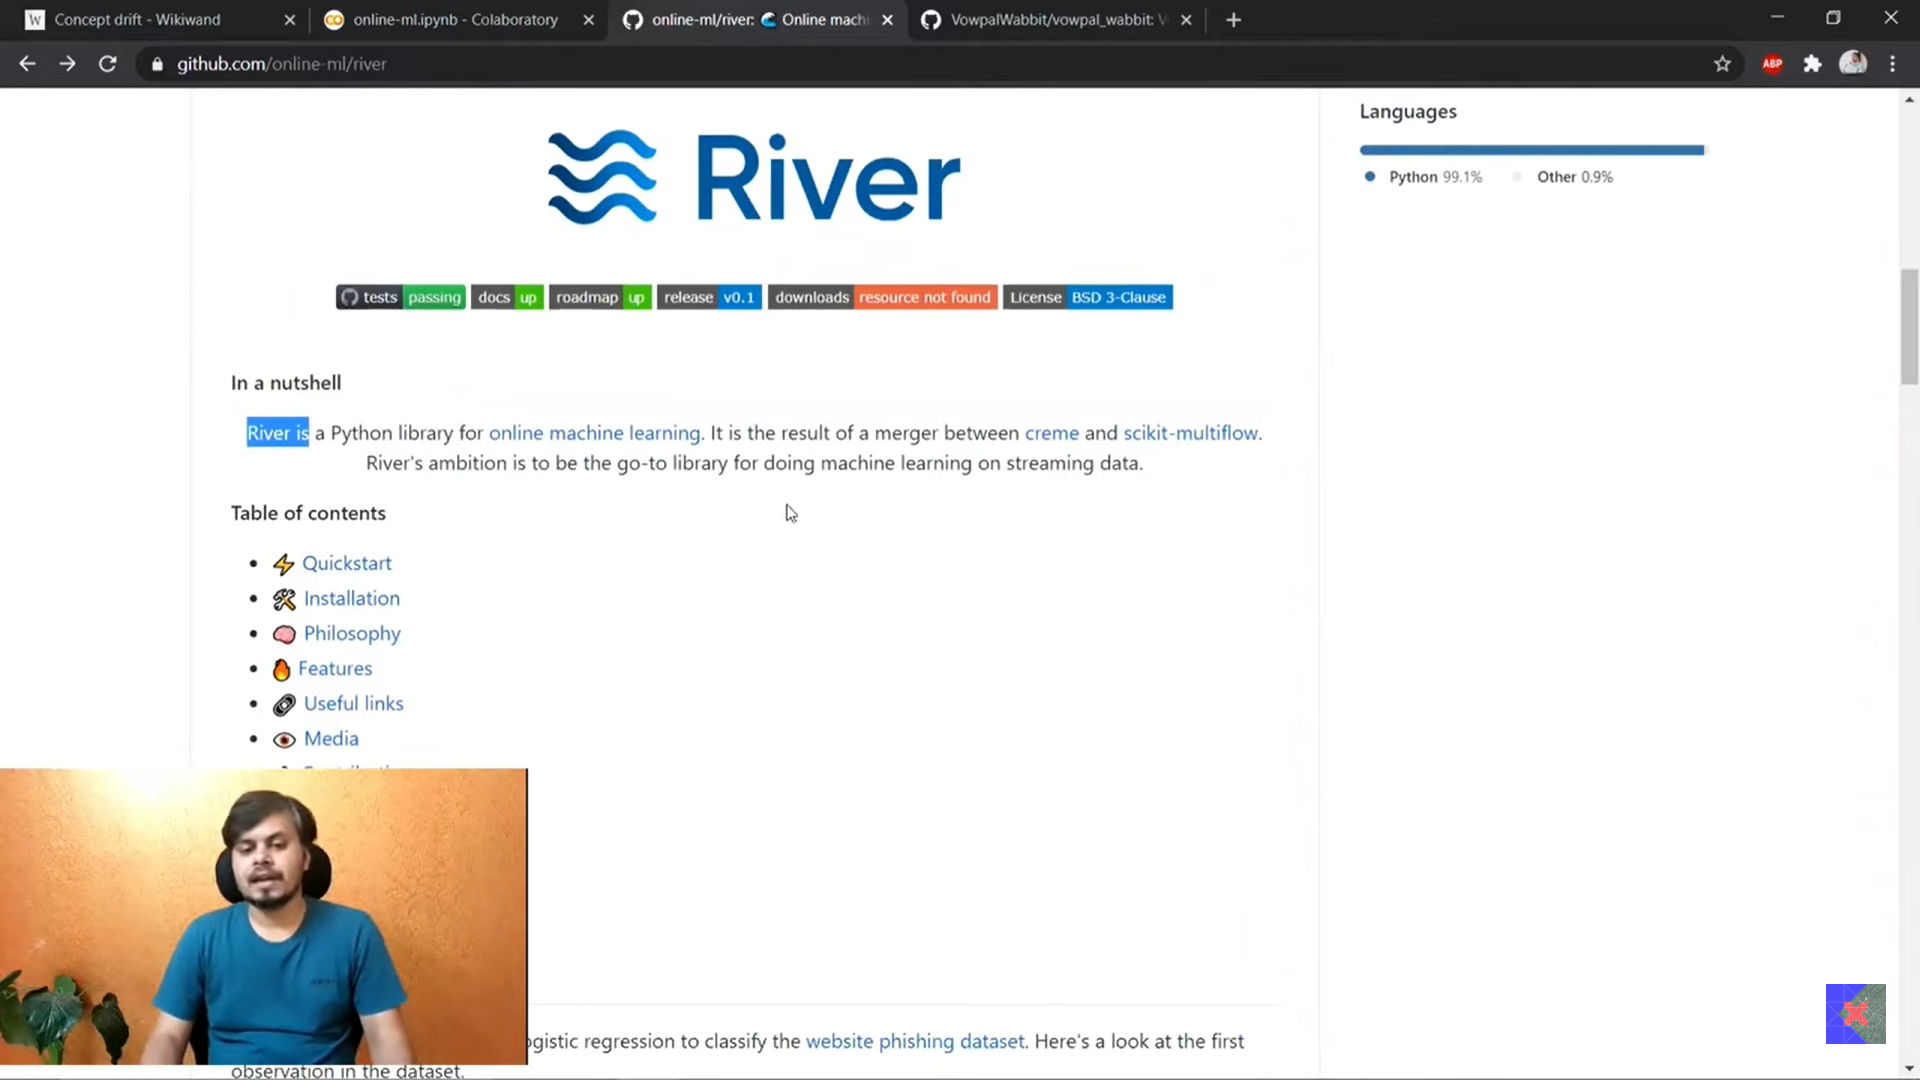 W Concept drift - Wikiwand
online-ml.ipynb - Colaboratory
online-ml/river: 🌊 Online machi
VowpalWabbit/vowpal_wabbit: V
github.com/online-ml/river
ABP
River
Languages
Python 99.1% Other 0.9%
tests passing docs up roadmap up release v0.1 downloads resource not found License BSD 3-Clause
In a nutshell
River is a Python library for online machine learning. It is the result of a merger between creme and scikit-multiflow.
River's ambition is to be the go-to library for doing machine learning on streaming data.
Table of contents
Quickstart
Installation
Philosophy
Features
Useful links
Media
ogistic regression to classify the website phishing dataset. Here's a look at the first
observation in the dataset.